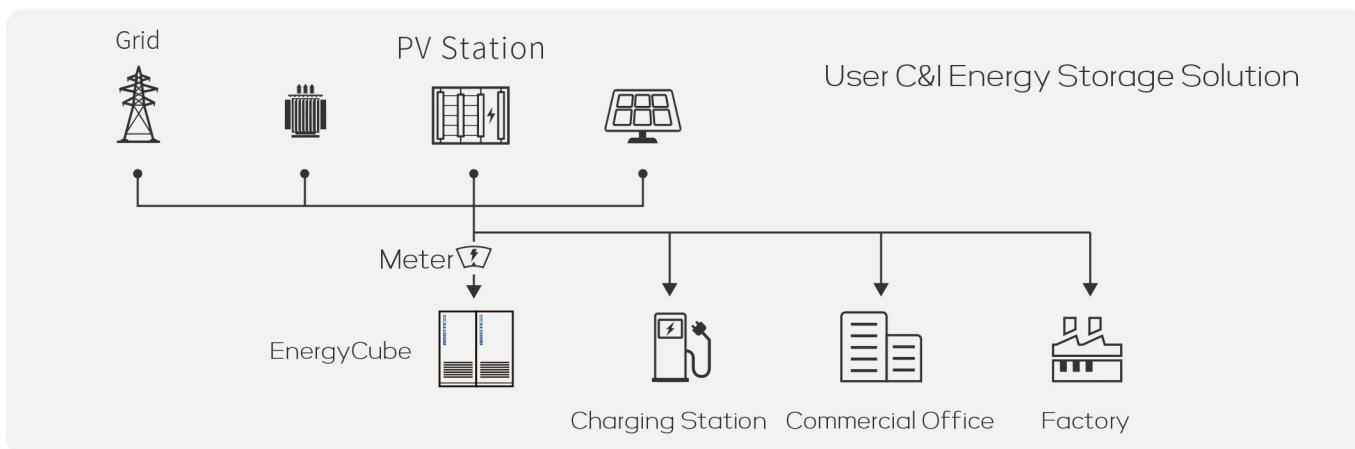 Grid
PV Station
User C&I Energy Storage Solution
Meter
EnergyCube
Charging Station
Commercial Office
Factory